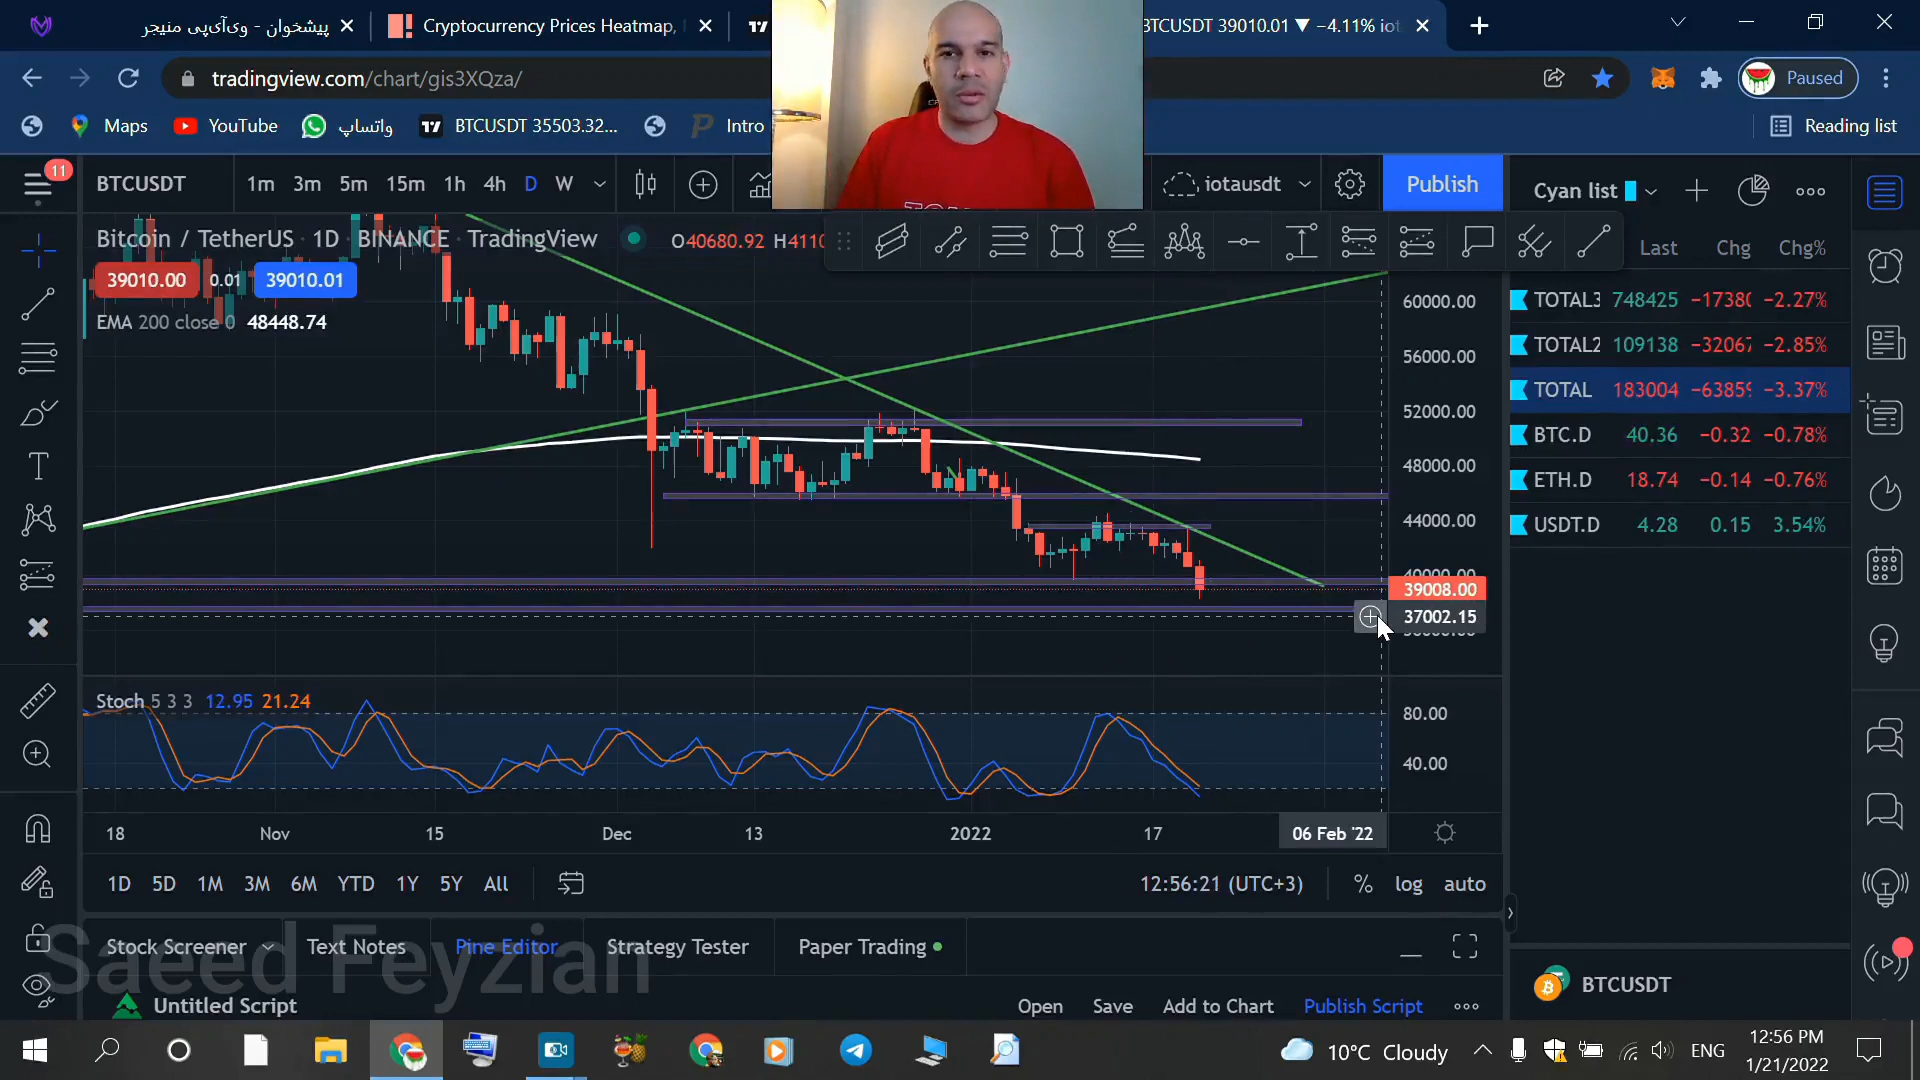 پیشخوان - وی‌آی‌پی منیجر
Cryptocurrency Prices Heatmap,
BTCUSDT 39010.01 ▼ −4.11% iot
tradingview.com/chart/gis3XQza/
Paused
Maps
YouTube
واتساپ
BTCUSDT 35503.32...
Intro
Reading list
11
BTCUSDT
1m 3m 5m 15m 1h 4h D W
iotausdt
Publish
Cyan list
Bitcoin / TetherUS · 1D · BINANCE · TradingView
O40680.92 H4110
39010.00 0.01 39010.01
EMA 200 close 0 48448.74
Last Chg Chg%
TOTAL3 748425 −1738 −2.27%
TOTAL2 109138 −3206 −2.85%
TOTAL 183004 −6385 −3.37%
BTC.D 40.36 −0.32 −0.78%
ETH.D 18.74 −0.14 −0.76%
USDT.D 4.28 0.15 3.54%
60000.00
56000.00
52000.00
48000.00
44000.00
40000.00
39008.00
37002.15
Stoch 5 3 3 12.95 21.24
80.00
40.00
18 Nov 15 Dec 13 2022 17 06 Feb '22
1D 5D 1M 3M 6M YTD 1Y 5Y All
12:56:21 (UTC+3) % log auto
Stock Screener Text Notes Pine Editor Strategy Tester Paper Trading
Saeed Feyzian
Untitled Script
Open Save Add to Chart Publish Script
BTCUSDT
10°C Cloudy
ENG
12:56 PM
1/21/2022